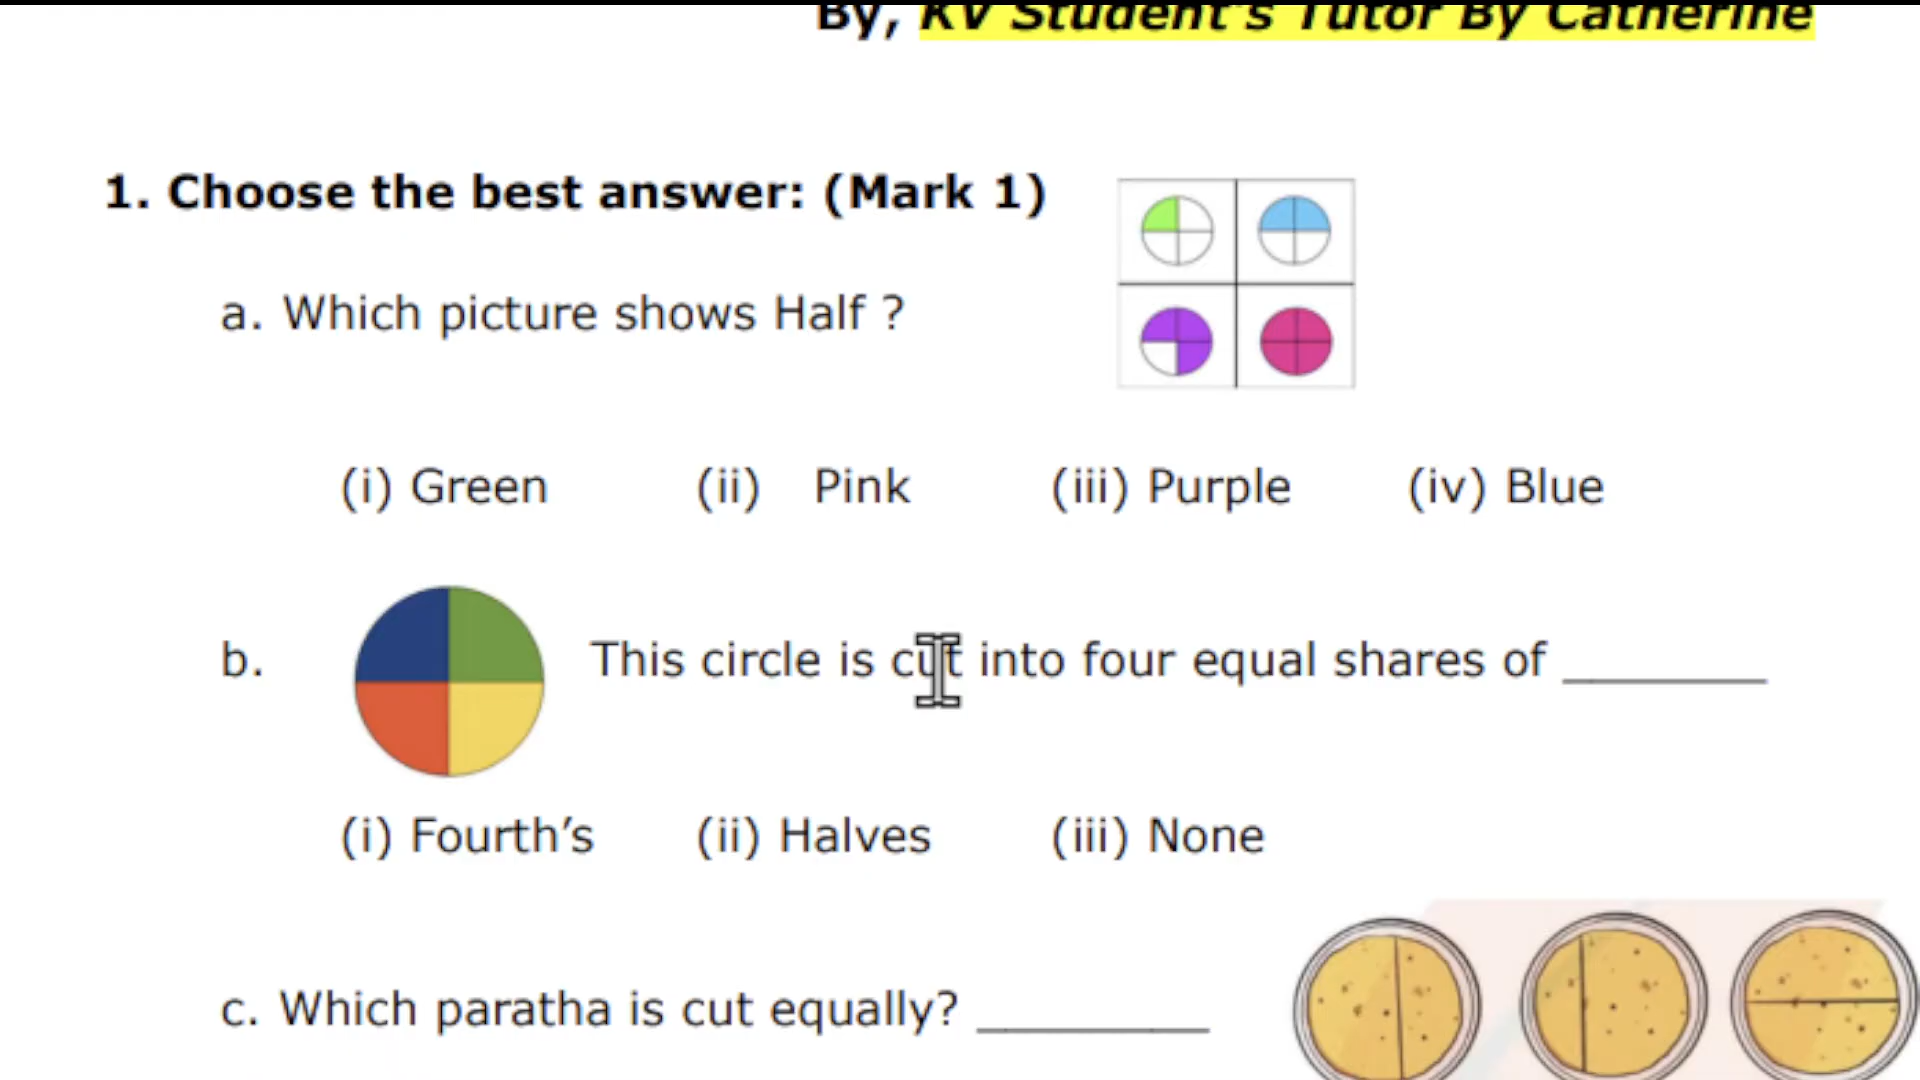 By, KV Student's Tutor By Catherine
1. Choose the best answer: (Mark 1)
a. Which picture shows Half ?
(i) Green (ii) Pink (iii) Purple (iv) Blue
b. This circle is cut into four equal shares of ________
(i) Fourth’s (ii) Halves (iii) None
c. Which paratha is cut equally? _________